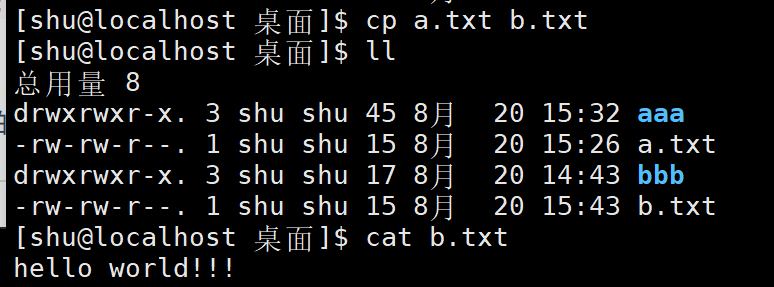 [shu@localhost 桌面]$ cp a.txt b.txt
[shu@localhost 桌面]$ ll
总用量 8
drwxrwxr-x. 3 shu shu 45 8月  20 15:32 aaa
-rw-rw-r--. 1 shu shu 15 8月  20 15:26 a.txt
drwxrwxr-x. 3 shu shu 17 8月  20 14:43 bbb
-rw-rw-r--. 1 shu shu 15 8月  20 15:43 b.txt
[shu@localhost 桌面]$ cat b.txt
hello world!!!